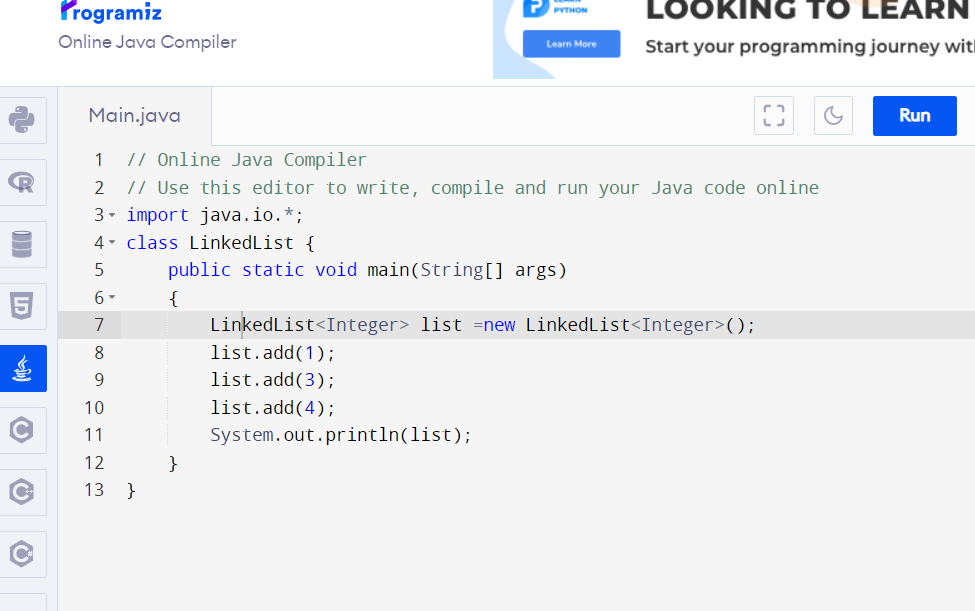 Programiz
Online Java Compiler
PYTHON
Learn More
LOOKING TO LEARN
Start your programming journey wit
Main.java
Run
1 // Online Java Compiler
2 // Use this editor to write, compile and run your Java code online
3 import java.io.*;
4 class LinkedList {
5 public static void main(String[] args)
6 {
7 LinkedList<Integer> list =new LinkedList<Integer>();
8 list.add(1);
9 list.add(3);
10 list.add(4);
11 System.out.println(list);
12 }
13 }